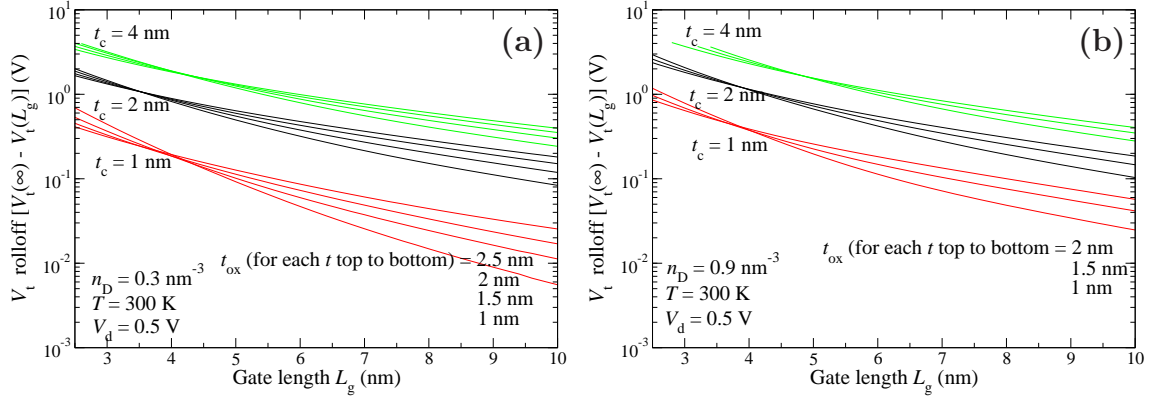 (a)
V_t rolloff [V_t(∞) - V_t(L_g)] (V)
10^1
10^0
10^-1
10^-2
10^-3
t_c = 4 nm
t_c = 2 nm
t_c = 1 nm
t_ox (for each t top to bottom) = 2.5 nm
2 nm
1.5 nm
1 nm
n_D = 0.3 nm^-3
T = 300 K
V_d = 0.5 V
3 4 5 6 7 8 9 10
Gate length L_g (nm)
(b)
V_t rolloff [V_t(∞) - V_t(L_g)] (V)
10^1
10^0
10^-1
10^-2
10^-3
t_c = 4 nm
t_c = 2 nm
t_c = 1 nm
t_ox (for each t top to bottom = 2 nm
1.5 nm
1 nm
n_D = 0.9 nm^-3
T = 300 K
V_d = 0.5 V
3 4 5 6 7 8 9 10
Gate length L_g (nm)